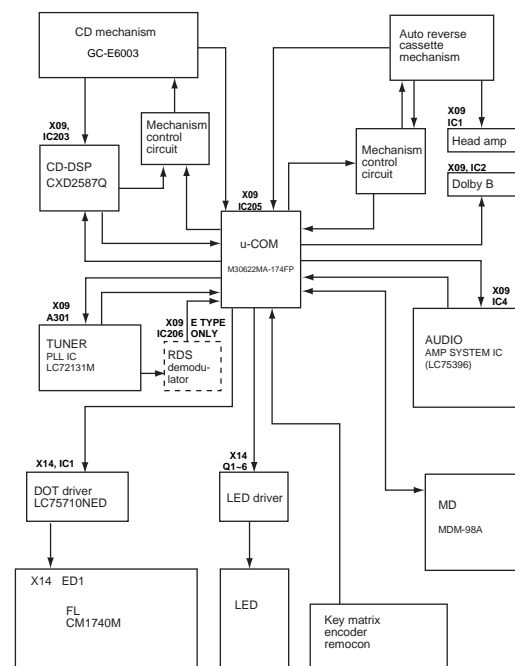 CD mechanism
GC-E6003
Auto reverse
cassette
mechanism
X09,
IC203
Mechanism
control
circuit
X09
IC1
Head amp
CD-DSP
CXD2587Q
Mechanism
control
circuit
X09, IC2
Dolby B
X09
IC205
u-COM
M30622MA-174FP
X09
A301
TUNER
PLL IC
LC72131M
X09
IC206
E TYPE
ONLY
RDS
demodu-
lator
X09
IC4
AUDIO
AMP SYSTEM IC
(LC75396)
X14, IC1
DOT driver
LC75710NED
X14
Q1~6
LED driver
MD
MDM-98A
X14 ED1
FL
CM1740M
LED
Key matrix
encoder
remocon